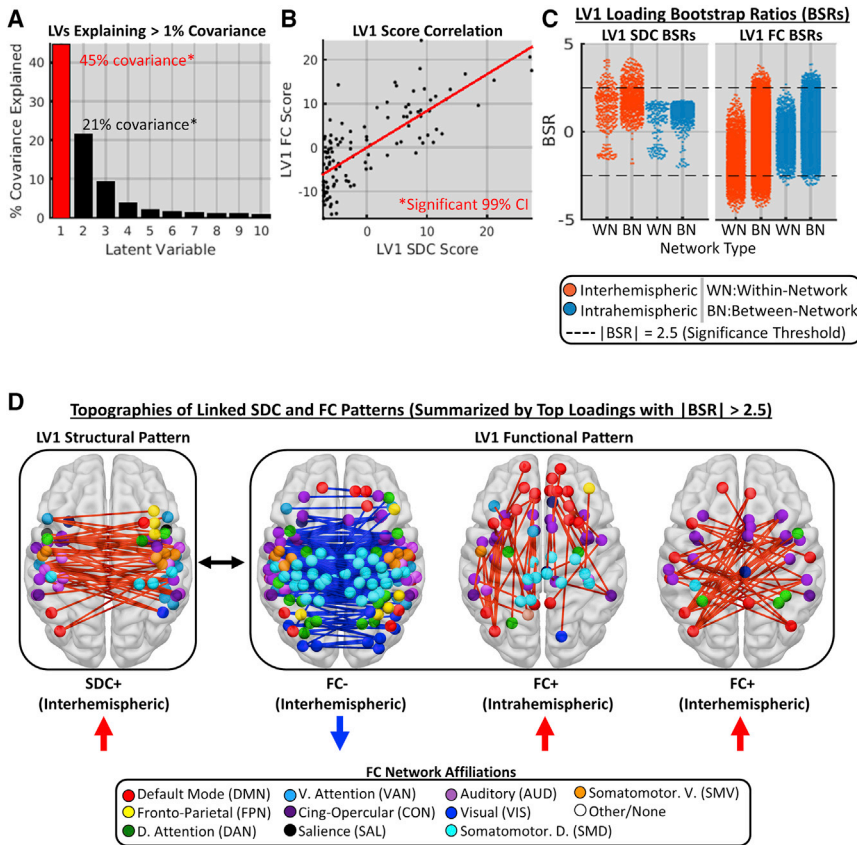 A
LVs Explaining > 1% Covariance
% Covariance Explained
40
30
20
10
0
45% covariance*
21% covariance*
1 2 3 4 5 6 7 8 9 10
Latent Variable
B
LV1 Score Correlation
LV1 FC Score
20
10
0
-10
*Significant 99% CI
0 10 20
LV1 SDC Score
C
LV1 Loading Bootstrap Ratios (BSRs)
LV1 SDC BSRs LV1 FC BSRs
BSR
5
0
-5
WN BN WN BN WN BN WN BN
Network Type
Interhemispheric WN:Within-Network
Intrahemispheric BN:Between-Network
|BSR| = 2.5 (Significance Threshold)
D
Topographies of Linked SDC and FC Patterns (Summarized by Top Loadings with |BSR| > 2.5)
LV1 Structural Pattern LV1 Functional Pattern
SDC+ FC- FC+ FC+
(Interhemispheric) (Interhemispheric) (Intrahemispheric) (Interhemispheric)
FC Network Affiliations
Default Mode (DMN) V. Attention (VAN) Auditory (AUD) Somatomotor. V. (SMV)
Fronto-Parietal (FPN) Cing-Opercular (CON) Visual (VIS) Other/None
D. Attention (DAN) Salience (SAL) Somatomotor. D. (SMD)